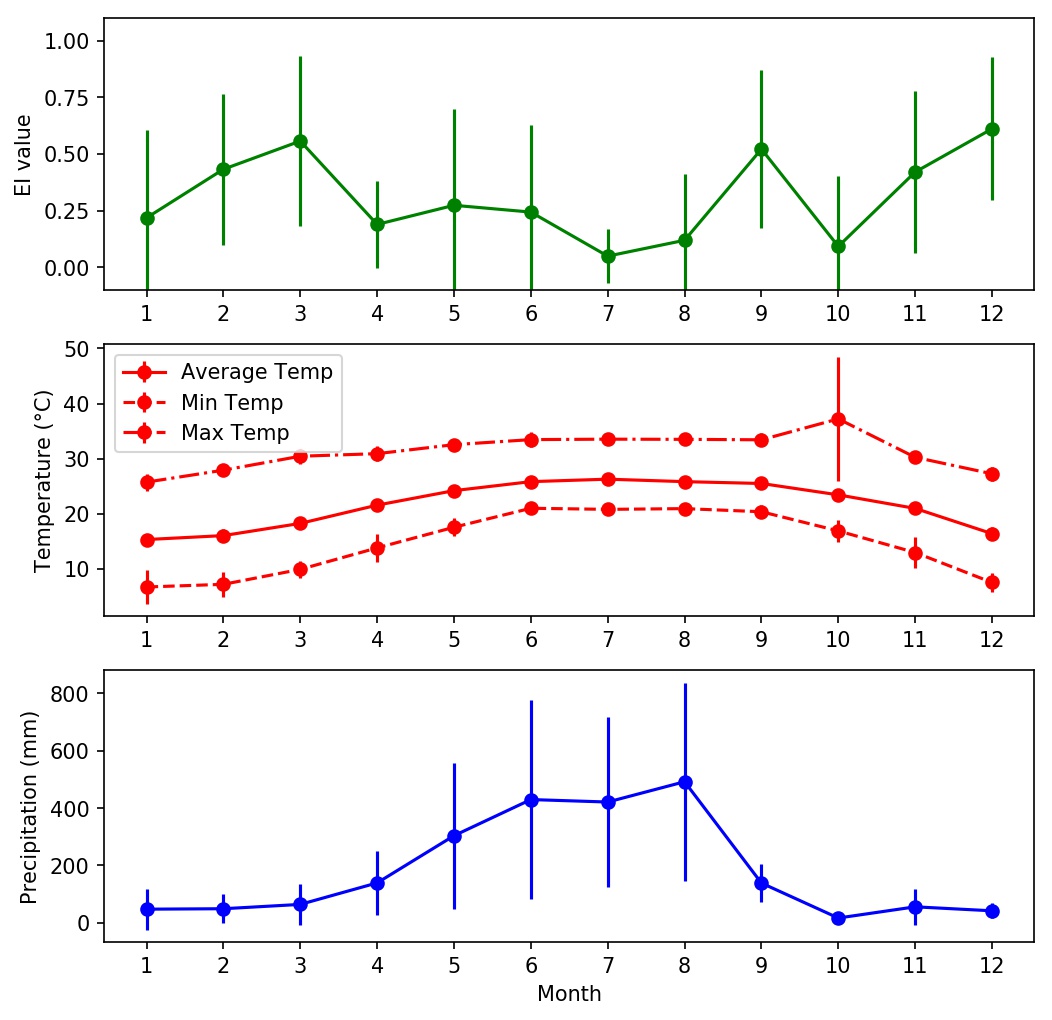 EI value
1.00
0.75
0.50
0.25
0.00
1 2 3 4 5 6 7 8 9 10 11 12
Temperature (°C)
50
40
30
20
10
Average Temp
Min Temp
Max Temp
1 2 3 4 5 6 7 8 9 10 11 12
Precipitation (mm)
800
600
400
200
0
1 2 3 4 5 6 7 8 9 10 11 12
Month